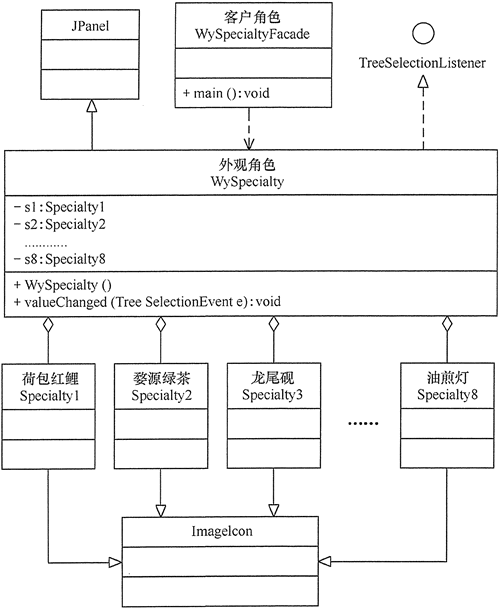 JPanel
客户角色
WySpecialtyFacade
+ main ():void
TreeSelectionListener
外观角色
WySpecialty
- s1:Specialty1
- s2:Specialty2
............
- s8:Specialty8
+ WySpecialty ()
+ valueChanged (Tree SelectionEvent e):void
荷包红鲤
Specialty1
婺源绿茶
Specialty2
龙尾砚
Specialty3
······
油煎灯
Specialty8
ImageIcon